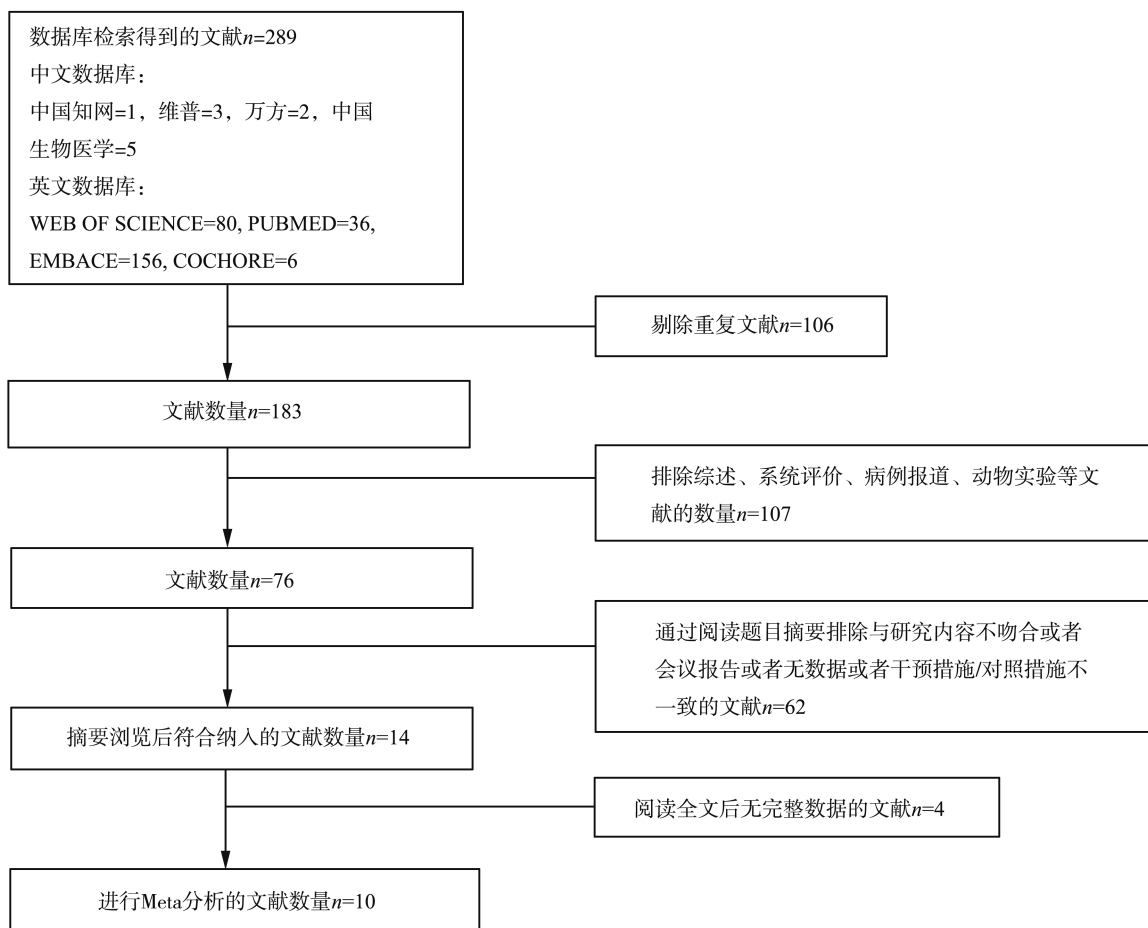 数据库检索得到的文献n=289
中文数据库：
中国知网=1，维普=3，万方=2，中国
生物医学=5
英文数据库：
WEB OF SCIENCE=80, PUBMED=36,
EMBACE=156, COCHORE=6
剔除重复文献n=106
文献数量n=183
排除综述、系统评价、病例报道、动物实验等文
献的数量n=107
文献数量n=76
通过阅读题目摘要排除与研究内容不吻合或者
会议报告或者无数据或者干预措施/对照措施不
一致的文献n=62
摘要浏览后符合纳入的文献数量n=14
阅读全文后无完整数据的文献n=4
进行Meta分析的文献数量n=10